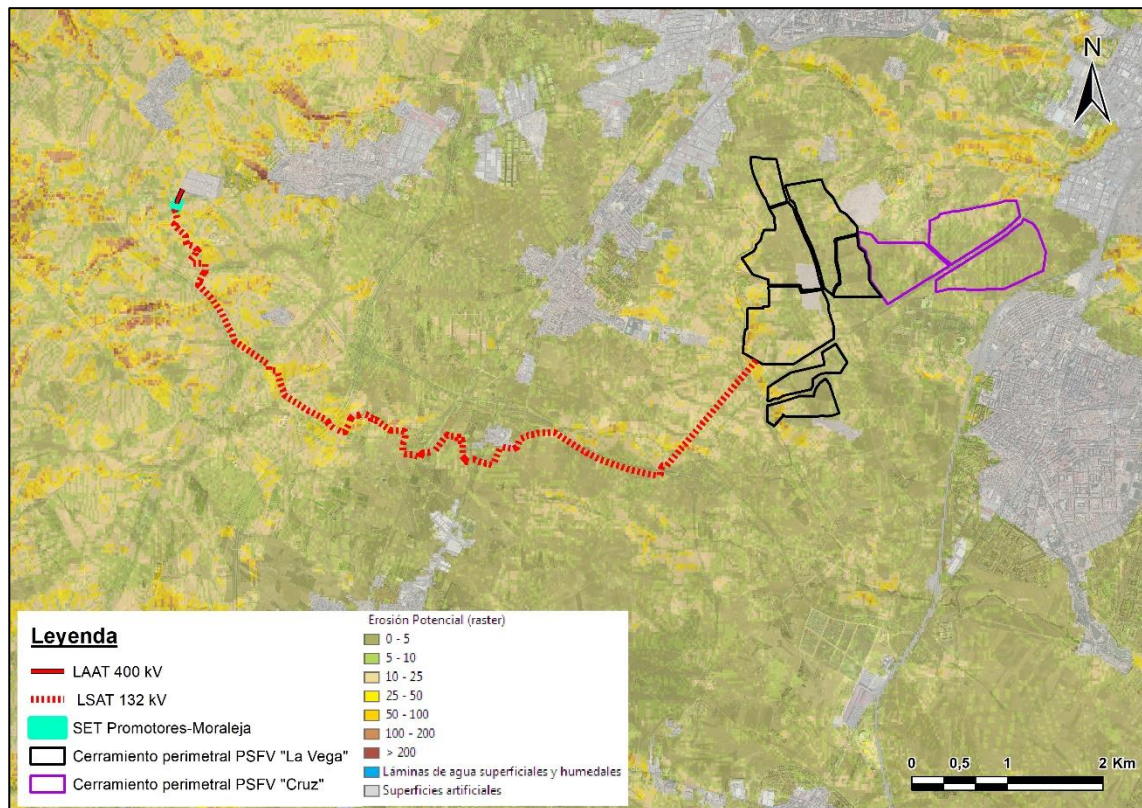 N
Leyenda
LAAT 400 kV
LSAT 132 kV
SET Promotores-Moraleja
Cerramiento perimetral PSFV "La Vega"
Cerramiento perimetral PSFV "Cruz"
Erosión Potencial (raster)
0 - 5
5 - 10
10 - 25
25 - 50
50 - 100
100 - 200
> 200
Láminas de agua superficiales y humedales
Superficies artificiales
0 0,5 1 2 Km